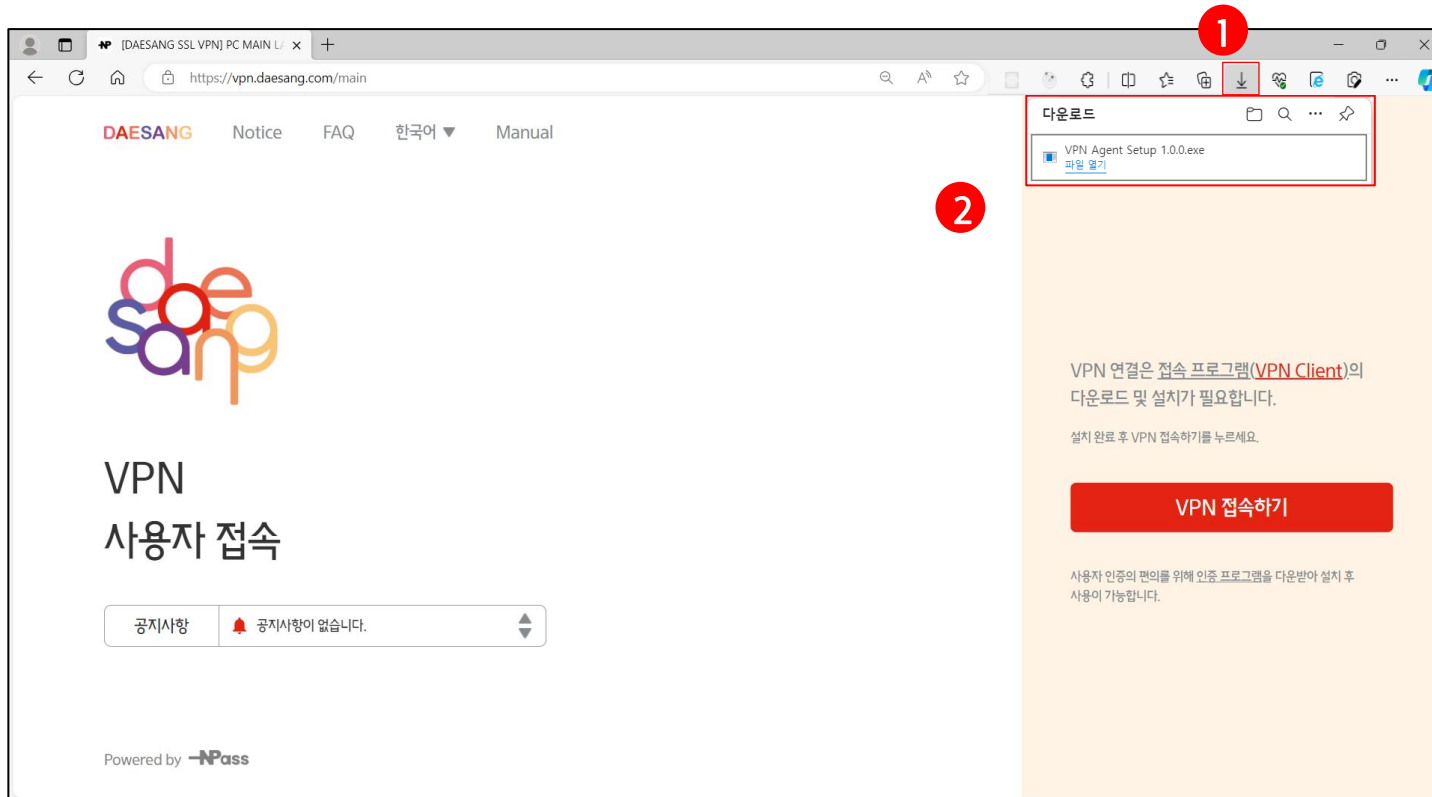 1
[DAESANG SSL VPN] PC MAIN LA
https://vpn.daesang.com/main
DAESANG Notice FAQ 한국어 ▼ Manual
다운로드
VPN Agent Setup 1.0.0.exe
파일 열기
2
daesang
VPN 연결은 접속 프로그램(VPN Client)의
다운로드 및 설치가 필요합니다.
설치 완료 후 VPN 접속하기를 누르세요.
VPN
사용자 접속
VPN 접속하기
사용자 인증의 편의를 위해 인증 프로그램을 다운받아 설치 후
사용이 가능합니다.
공지사항 공지사항이 없습니다.
Powered by NPass